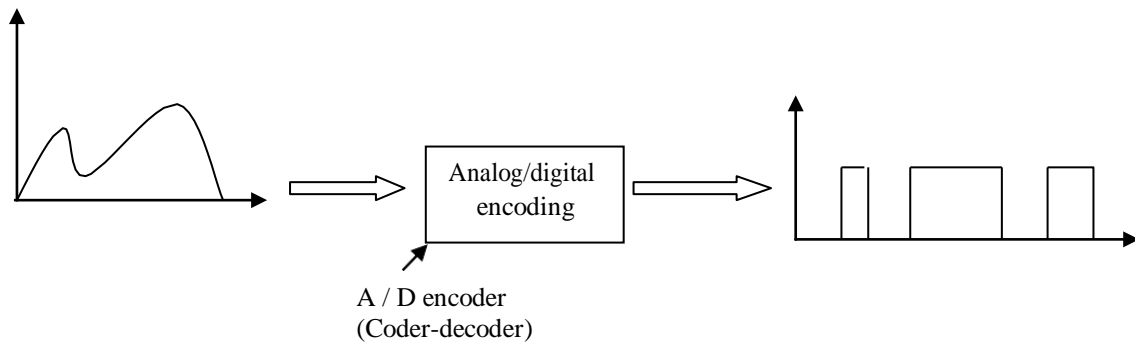 Analog/digital
encoding
A / D encoder
(Coder-decoder)